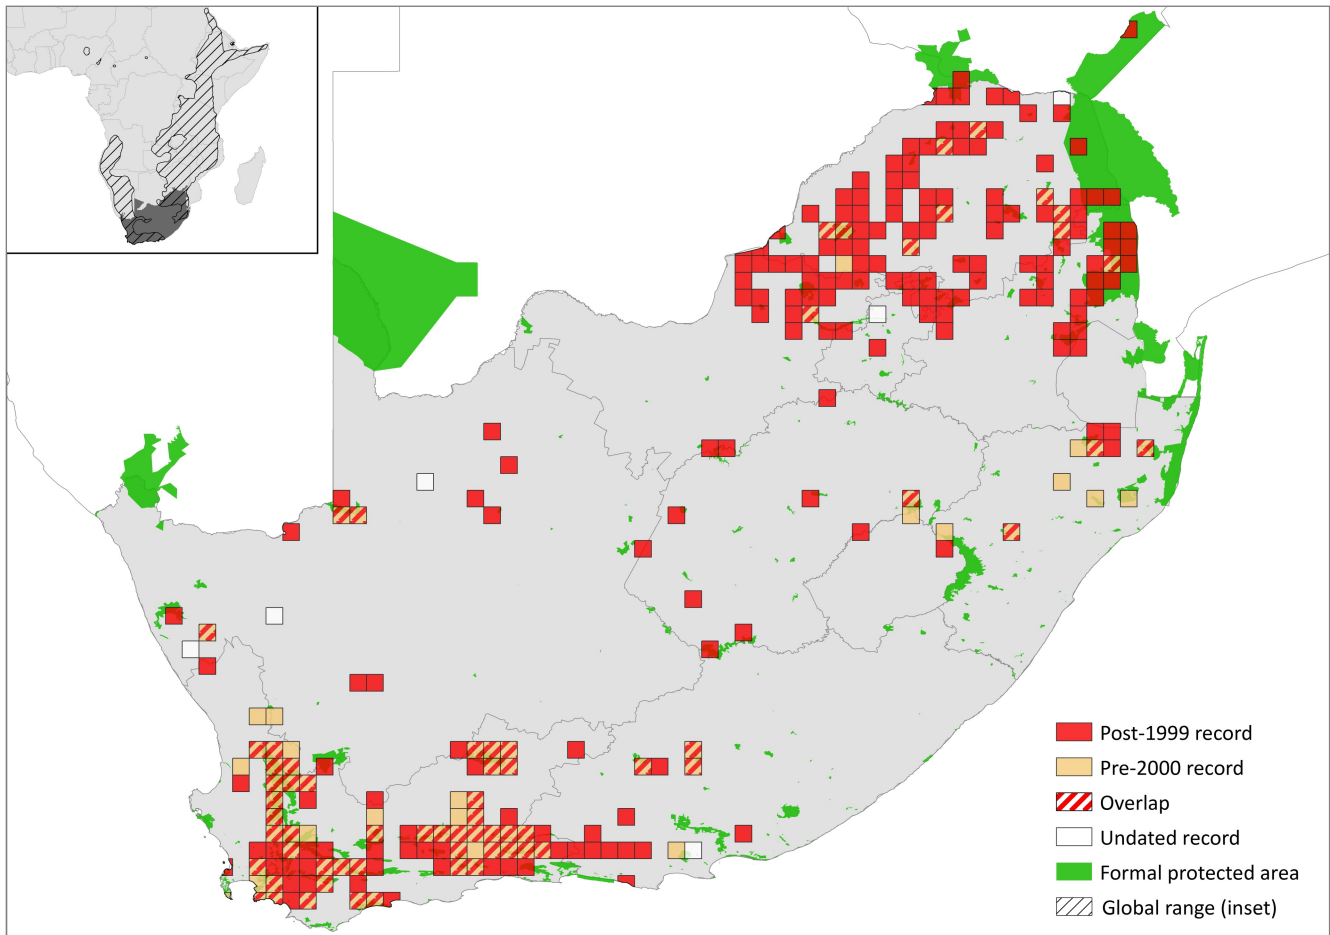 Post-1999 record
Pre-2000 record
Overlap
Undated record
Formal protected area
Global range (inset)